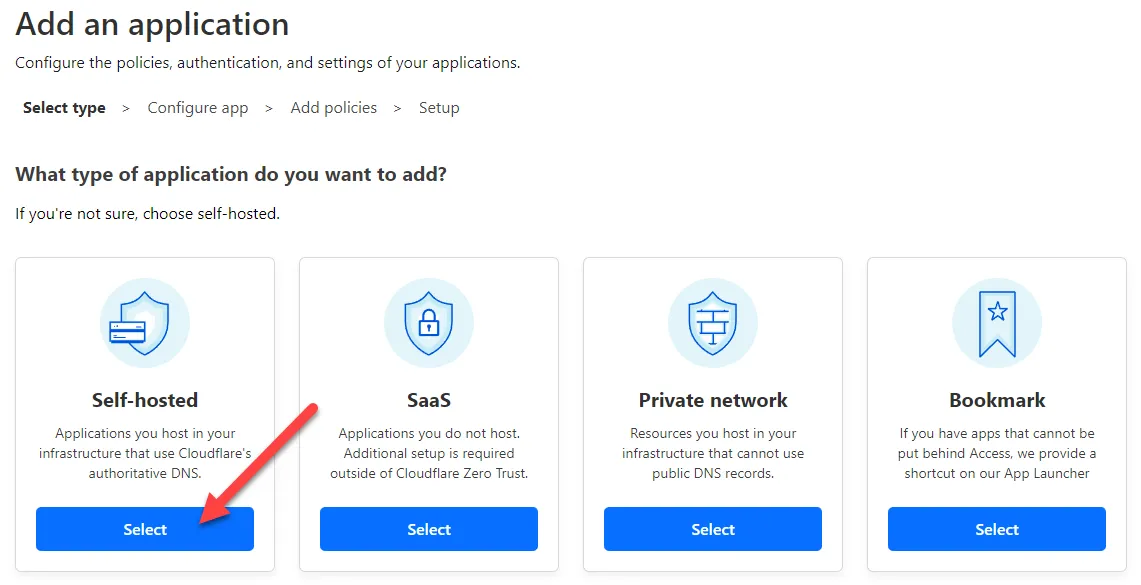 Add an application
Configure the policies, authentication, and settings of your applications.
Select type > Configure app > Add policies > Setup
What type of application do you want to add?
If you're not sure, choose self-hosted.
Self-hosted
Applications you host in your
infrastructure that use Cloudflare's
authoritative DNS.
Select
SaaS
Applications you do not host.
Additional setup is required
outside of Cloudflare Zero Trust.
Select
Private network
Resources you host in your
infrastructure that cannot use
public DNS records.
Select
Bookmark
If you have apps that cannot be
put behind Access, we provide a
shortcut on our App Launcher
Select